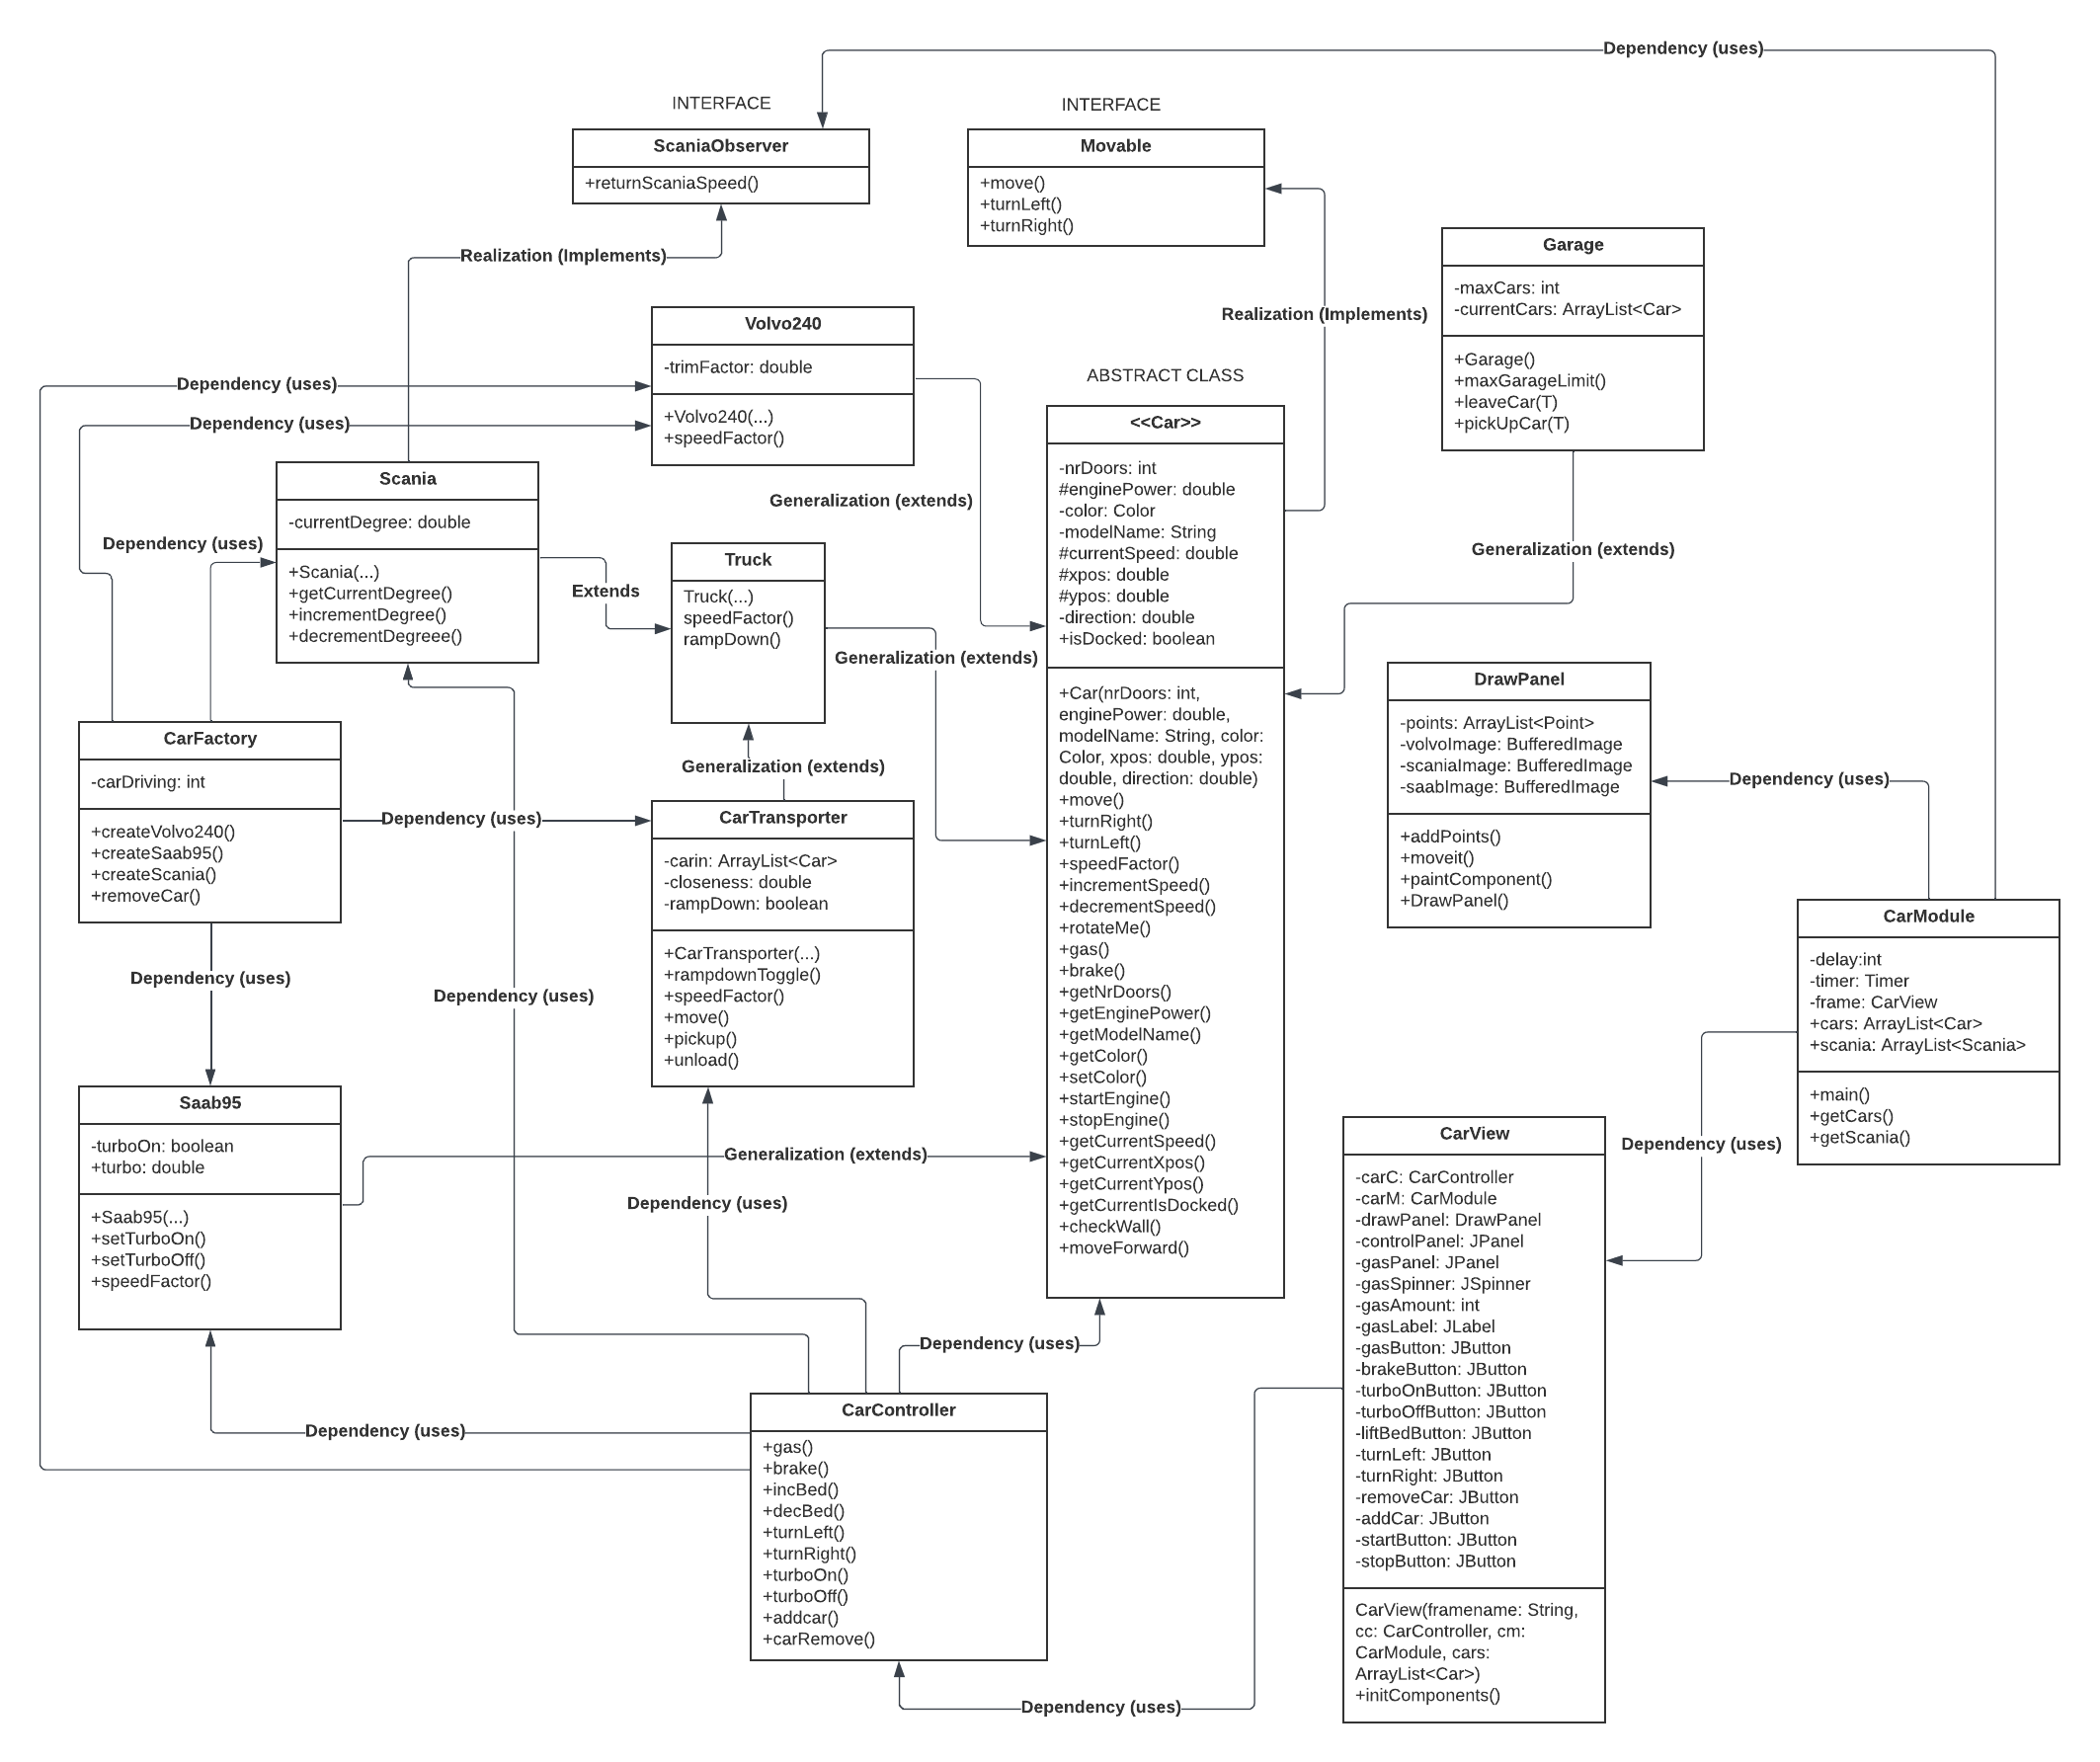 Dependency (uses)
INTERFACE
ScaniaObserver
+returnScaniaSpeed()
INTERFACE
Movable
+move()
+turnLeft()
+turnRight()
Realization (Implements)
Realization (Implements)
Garage
-maxCars: int
-currentCars: ArrayList<Car>
+Garage()
+maxGarageLimit()
+leaveCar(T)
+pickUpCar(T)
Volvo240
-trimFactor: double
+Volvo240(...)
+speedFactor()
Dependency (uses)
Dependency (uses)
Generalization (extends)
ABSTRACT CLASS
<<Car>>
-nrDoors: int
#enginePower: double
-color: Color
-modelName: String
#currentSpeed: double
#xpos: double
#ypos: double
-direction: double
+isDocked: boolean
+Car(nrDoors: int,
enginePower: double,
modelName: String, color:
Color, xpos: double, ypos:
double, direction: double)
+move()
+turnRight()
+turnLeft()
+speedFactor()
+incrementSpeed()
+decrementSpeed()
+rotateMe()
+gas()
+brake()
+getNrDoors()
+getEnginePower()
+getModelName()
+getColor()
+setColor()
+startEngine()
+stopEngine()
+getCurrentSpeed()
+getCurrentXpos()
+getCurrentYpos()
+getCurrentIsDocked()
+checkWall()
+moveForward()
Generalization (extends)
Scania
-currentDegree: double
+Scania(...)
+getCurrentDegree()
+incrementDegree()
+decrementDegreee()
Dependency (uses)
Extends
Truck
Truck(...)
speedFactor()
rampDown()
Generalization (extends)
Generalization (extends)
CarFactory
-carDriving: int
+createVolvo240()
+createSaab95()
+createScania()
+removeCar()
Dependency (uses)
CarTransporter
-carin: ArrayList<Car>
-closeness: double
-rampDown: boolean
+CarTransporter(...)
+rampdownToggle()
+speedFactor()
+move()
+pickup()
+unload()
DrawPanel
-points: ArrayList<Point>
-volvoImage: BufferedImage
-scaniaImage: BufferedImage
-saabImage: BufferedImage
+addPoints()
+moveit()
+paintComponent()
+DrawPanel()
Dependency (uses)
CarModule
-delay:int
-timer: Timer
-frame: CarView
+cars: ArrayList<Car>
+scania: ArrayList<Scania>
+main()
+getCars()
+getScania()
Dependency (uses)
Dependency (uses)
Dependency (uses)
Saab95
-turboOn: boolean
+turbo: double
+Saab95(...)
+setTurboOn()
+setTurboOff()
+speedFactor()
Generalization (extends)
Dependency (uses)
Dependency (uses)
Dependency (uses)
CarController
+gas()
+brake()
+incBed()
+decBed()
+turnLeft()
+turnRight()
+turboOn()
+turboOff()
+addcar()
+carRemove()
CarView
-carC: CarController
-carM: CarModule
-drawPanel: DrawPanel
-controlPanel: JPanel
-gasPanel: JPanel
-gasSpinner: JSpinner
-gasAmount: int
-gasLabel: JLabel
-gasButton: JButton
-brakeButton: JButton
-turboOnButton: JButton
-turboOffButton: JButton
-liftBedButton: JButton
-turnLeft: JButton
-turnRight: JButton
-removeCar: JButton
-addCar: JButton
-startButton: JButton
-stopButton: JButton
CarView(framename: String,
cc: CarController, cm:
CarModule, cars:
ArrayList<Car>)
+initComponents()
Dependency (uses)